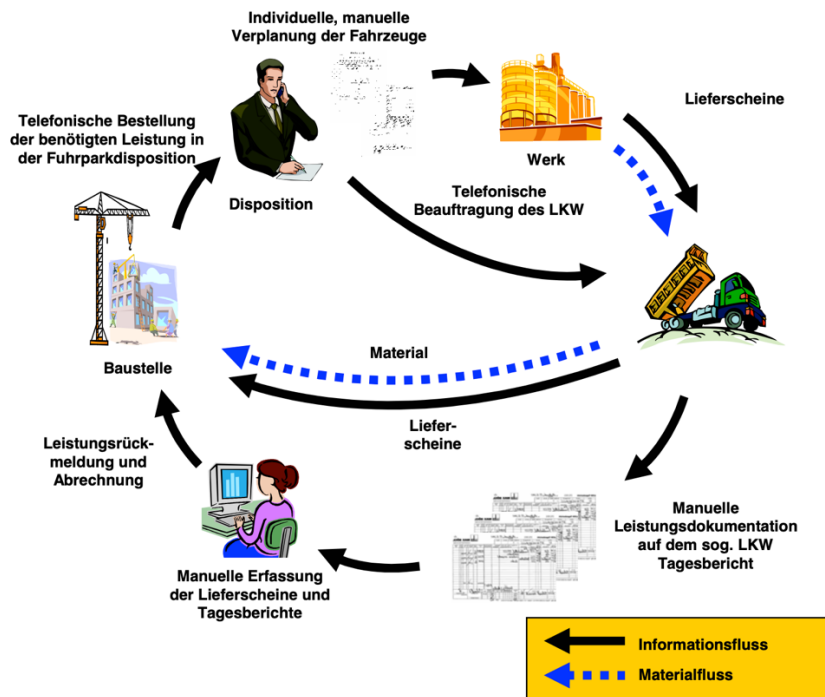 Individuelle, manuelle
Verplanung der Fahrzeuge
Telefonische Bestellung
der benötigten Leistung in
der Fuhrparkdisposition
Lieferscheine
Werk
Disposition
Telefonische
Beauftragung des LKW
Baustelle
Material
Liefer-
scheine
Leistungsrück-
meldung und
Abrechnung
Manuelle
Leistungsdokumentation
auf dem sog. LKW
Tagesbericht
Manuelle Erfassung
der Lieferscheine und
Tagesberichte
Informationsfluss
Materialfluss